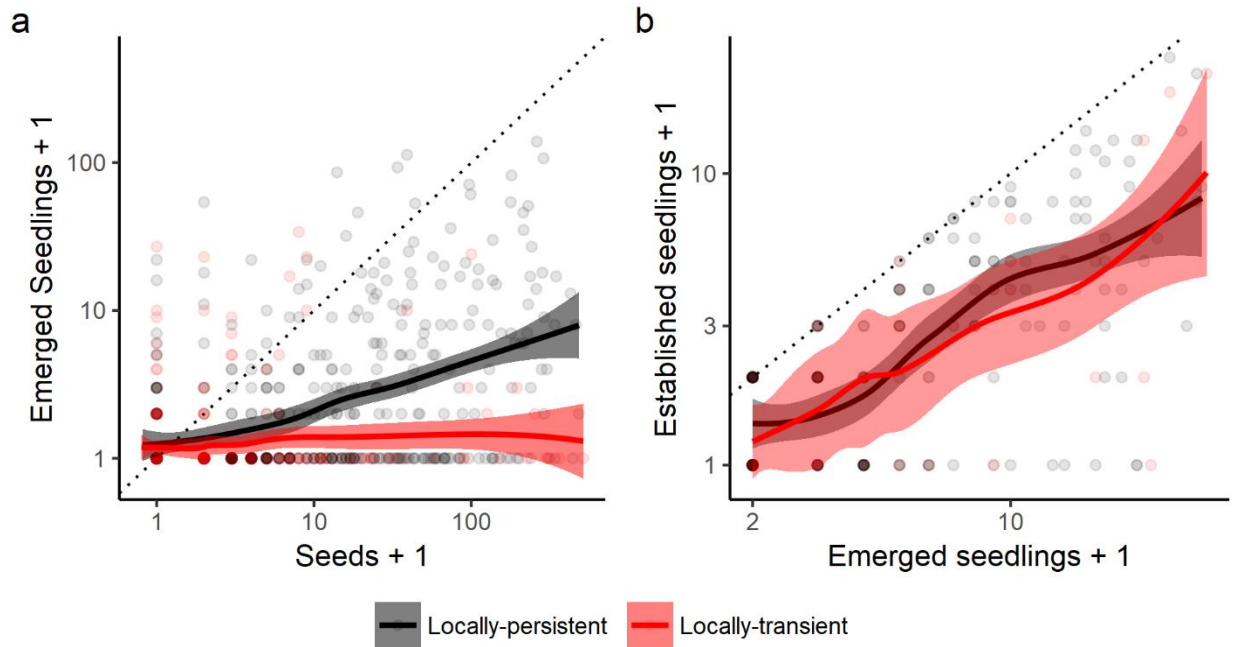 a
Emerged Seedlings + 1
100
10
1
1
10
100
Seeds + 1
b
Established seedlings + 1
10
3
1
2
10
Emerged seedlings + 1
Locally-persistent
Locally-transient